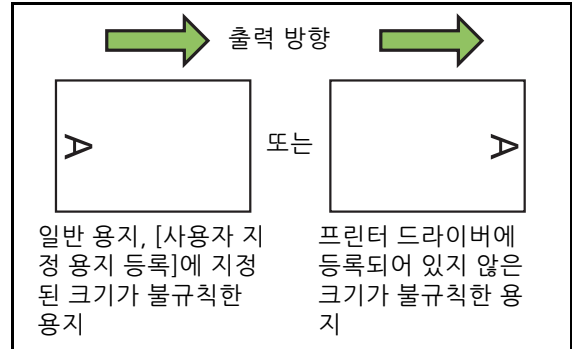 출력 방향
A
또는
A
일반 용지, [사용자 지
정 용지 등록]에 지정
된 크기가 불규칙한
용지
프린터 드라이버에
등록되어 있지 않은
크기가 불규칙한 용
지